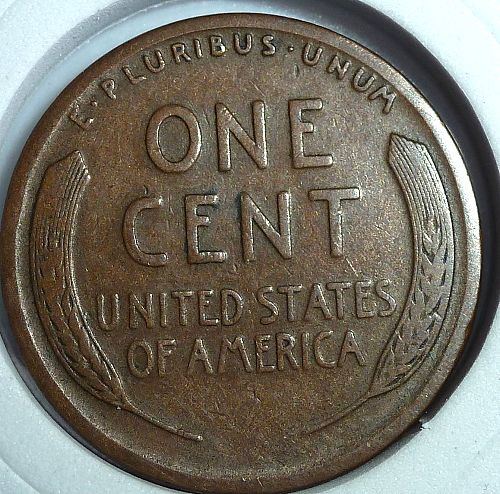 E·PLURIBUS·UNUM
ONE
CENT
UNITED STATES
OF AMERICA